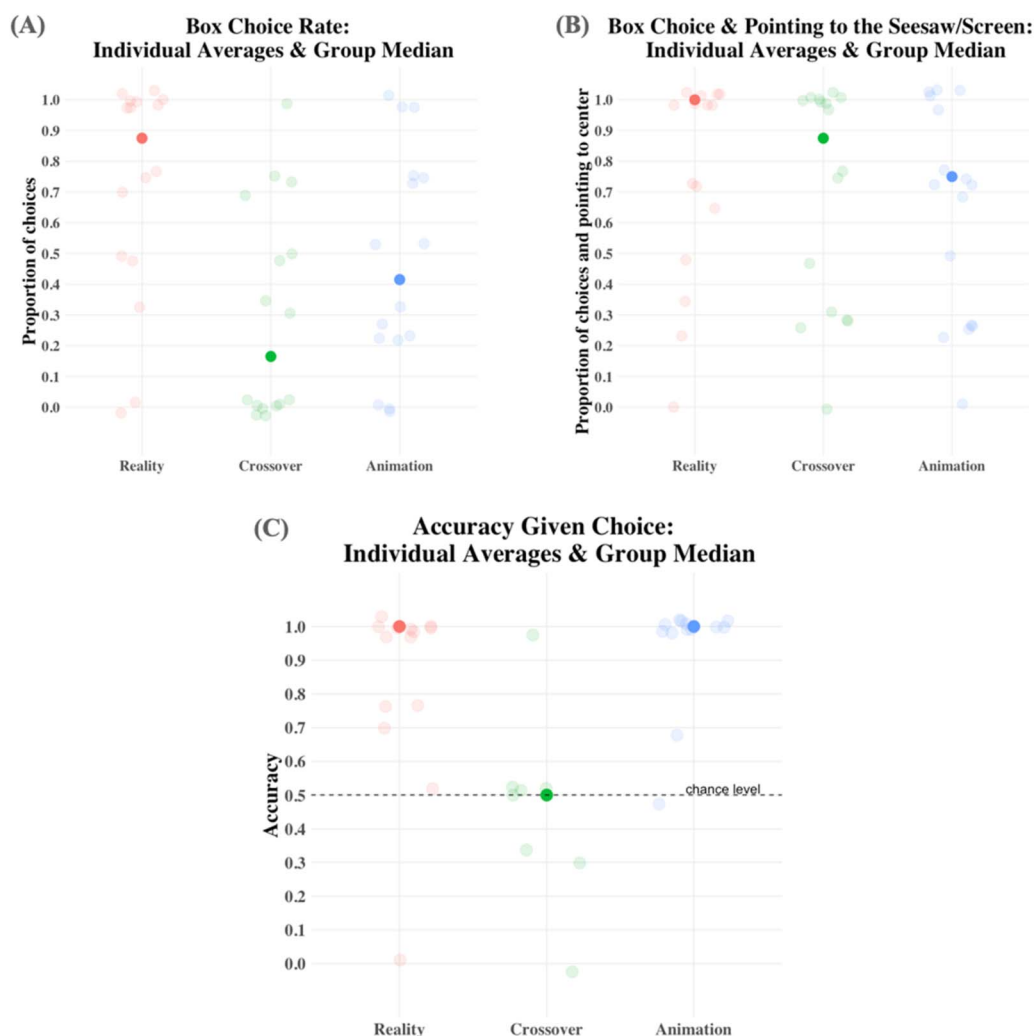 (A)
Box Choice Rate:
Individual Averages & Group Median
Proportion of choices
1.0
0.9
0.8
0.7
0.6
0.5
0.4
0.3
0.2
0.1
0.0
Reality Crossover Animation
(B)
Box Choice & Pointing to the Seesaw/Screen:
Individual Averages & Group Median
Proportion of choices and pointing to center
1.0
0.9
0.8
0.7
0.6
0.5
0.4
0.3
0.2
0.1
0.0
Reality Crossover Animation
(C)
Accuracy Given Choice:
Individual Averages & Group Median
Accuracy
1.0
0.9
0.8
0.7
0.6
0.5
0.4
0.3
0.2
0.1
0.0
chance level
Reality Crossover Animation